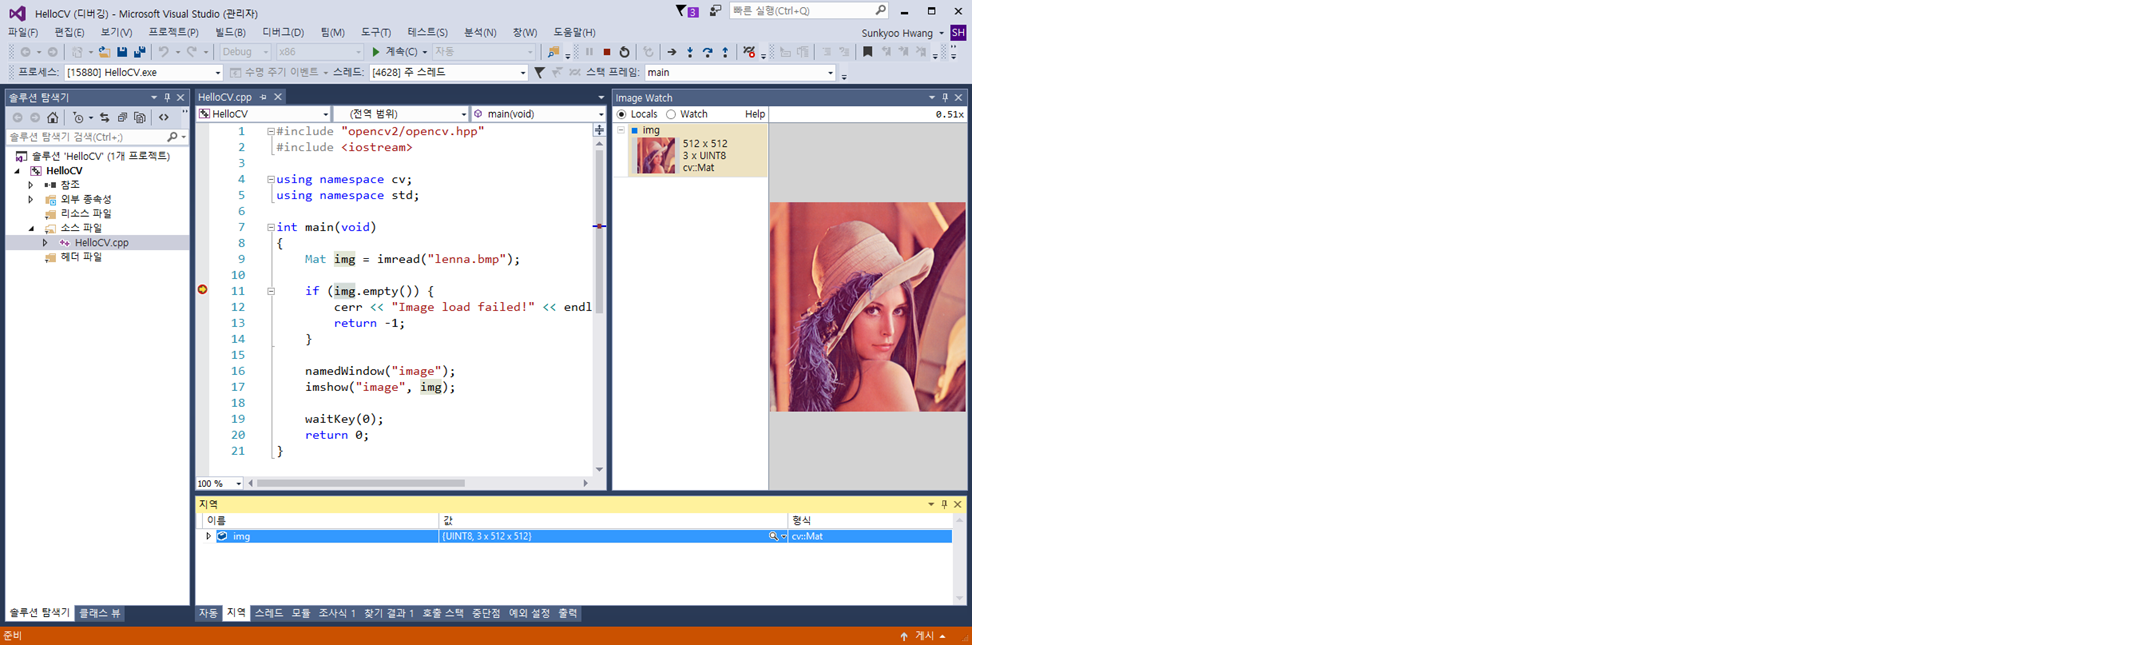 HelloCV (디버깅) - Microsoft Visual Studio (관리자)
3
빠른 실행(Ctrl+Q)
파일(F) 편집(E) 보기(V) 프로젝트(P) 빌드(B) 디버그(D) 팀(M) 도구(T) 테스트(S) 분석(N) 창(W) 도움말(H)
Sunkyoo Hwang SH
Debug x86 계속(C) 자동
프로세스: [15880] HelloCV.exe 수명 주기 이벤트 스레드: [4628] 주 스레드 스택 프레임: main
솔루션 탐색기
솔루션 탐색기 검색(Ctrl+;)
솔루션 'HelloCV' (1개 프로젝트)
HelloCV
참조
외부 종속성
리소스 파일
소스 파일
HelloCV.cpp
헤더 파일
솔루션 탐색기 클래스 뷰
HelloCV.cpp
HelloCV (전역 범위) main(void)
1 #include "opencv2/opencv.hpp"
2 #include <iostream>
3
4 using namespace cv;
5 using namespace std;
6
7 int main(void)
8 {
9 Mat img = imread("lenna.bmp");
10
11 if (img.empty()) {
12 cerr << "Image load failed!" << endl
13 return -1;
14 }
15
16 namedWindow("image");
17 imshow("image", img);
18
19 waitKey(0);
20 return 0;
21 }
100 %
Image Watch
Locals Watch Help
0.51x
img
512 x 512
3 x UINT8
cv::Mat
지역
이름 값 형식
img {UINT8, 3 x 512 x 512} cv::Mat
자동 지역 스레드 모듈 조사식 1 찾기 결과 1 호출 스택 중단점 예외 설정 출력
준비
게시